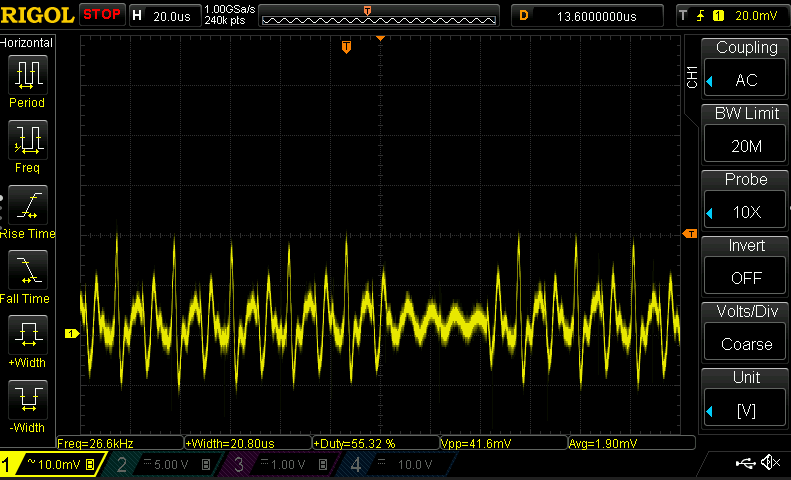 RIGOL STOP H 20.0us 1.00GSa/s 240k pts T D 13.6000000us T 1 20.0mV
Horizontal
Period
Freq
Rise Time
Fall Time
+Width
-Width
T
T
1
CH1
Coupling
AC
BW Limit
20M
Probe
10X
Invert
OFF
Volts/Div
Coarse
Unit
[V]
Freq=26.6kHz +Width=20.80us +Duty=55.32 % Vpp=41.6mV Avg=1.90mV
1 ~ 10.0mV B 2 5.00 V B 3 1.00 V B 4 10.0 V